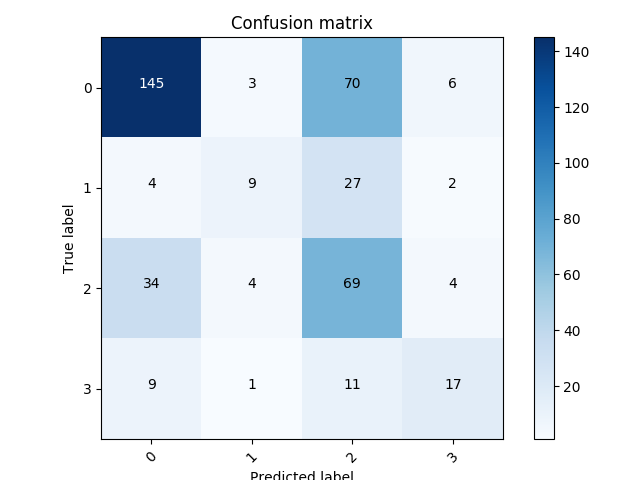 Confusion matrix
True label
0 145 3 70 6
1 4 9 27 2
2 34 4 69 4
3 9 1 11 17
0 1 2 3
Predicted label
140
120
100
80
60
40
20